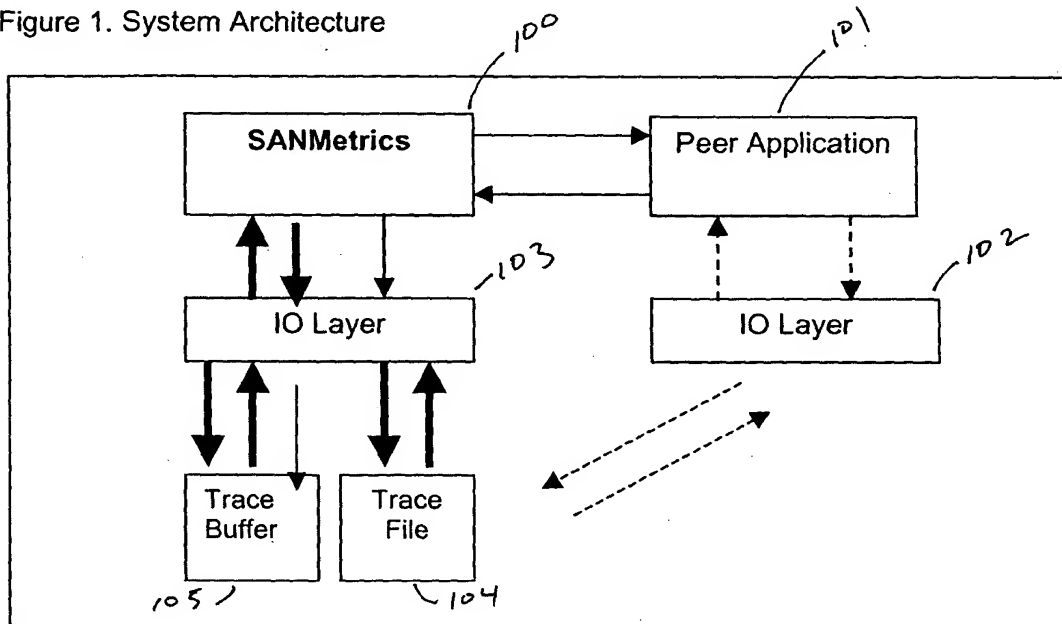 Figure 1. System Architecture
100
101
SANMetrics
Peer Application
103
102
IO Layer
IO Layer
Trace
Buffer
Trace
File
105
104